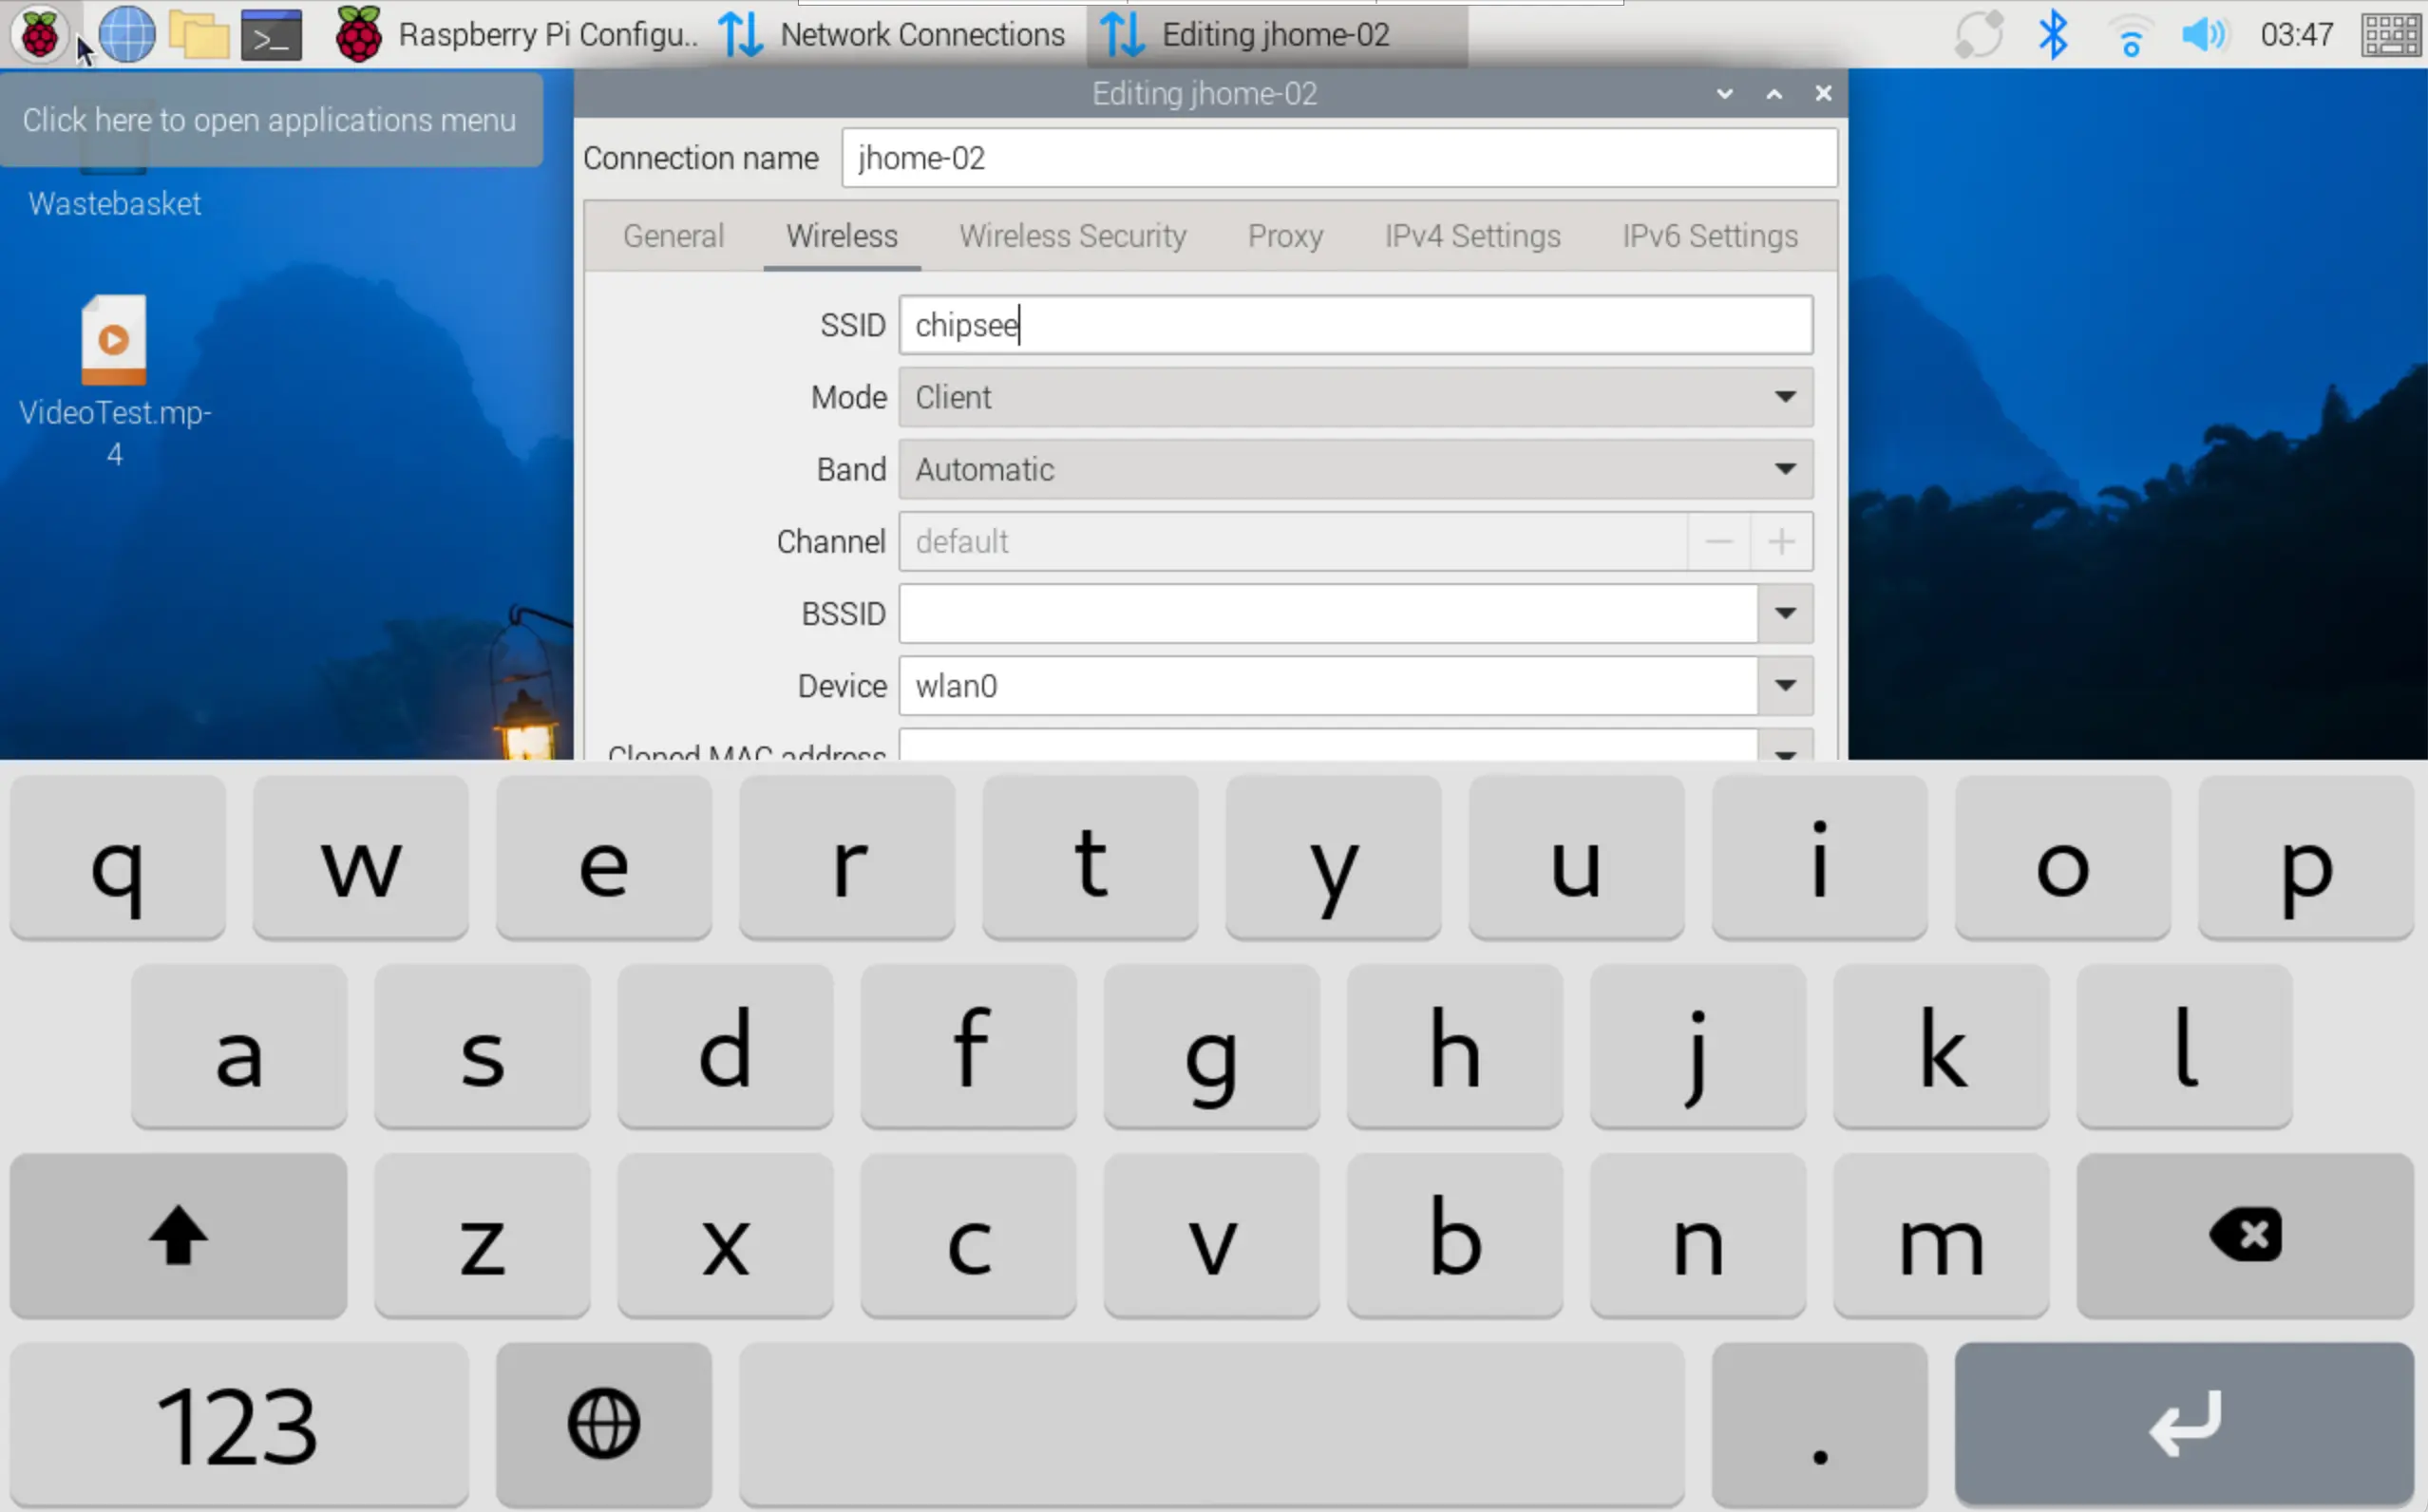 Raspberry Pi Configu..
Network Connections
Editing jhome-02
03:47
Editing jhome-02
Click here to open applications menu
Connection name
jhome-02
Wastebasket
General
Wireless
Wireless Security
Proxy
IPv4 Settings
IPv6 Settings
SSID
chipsee
Mode
Client
VideoTest.mp-
4
Band
Automatic
Channel
default
BSSID
Device
wlan0
Cloned MAC address
q w e r t y u i o p
a s d f g h j k l
z x c v b n m
123 .